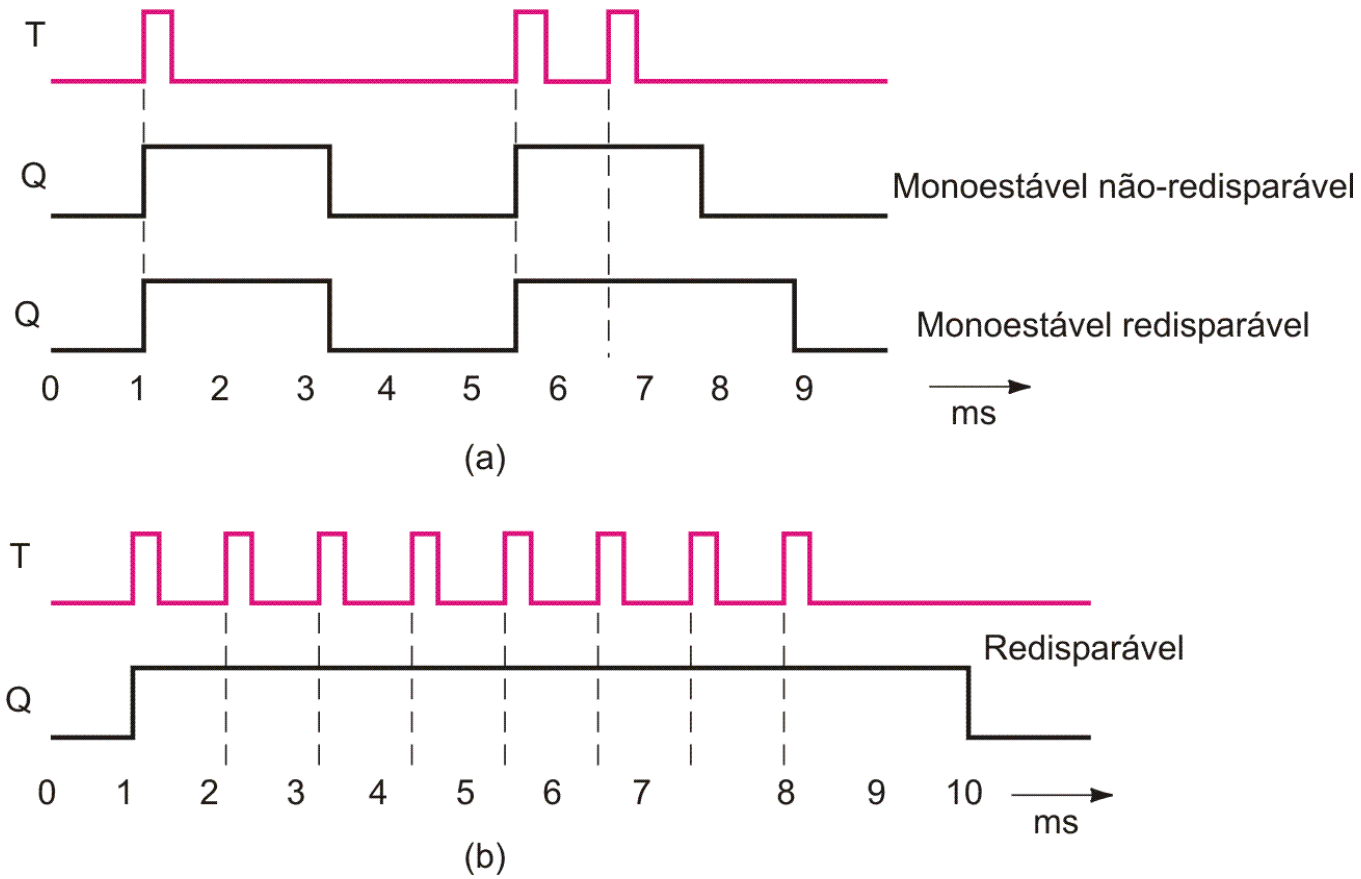 T
Q
Monoestável não-redisparável
Q
Monoestável redisparável
0 1 2 3 4 5 6 7 8 9
ms
(a)
T
Redisparável
Q
0 1 2 3 4 5 6 7 8 9 10
ms
(b)